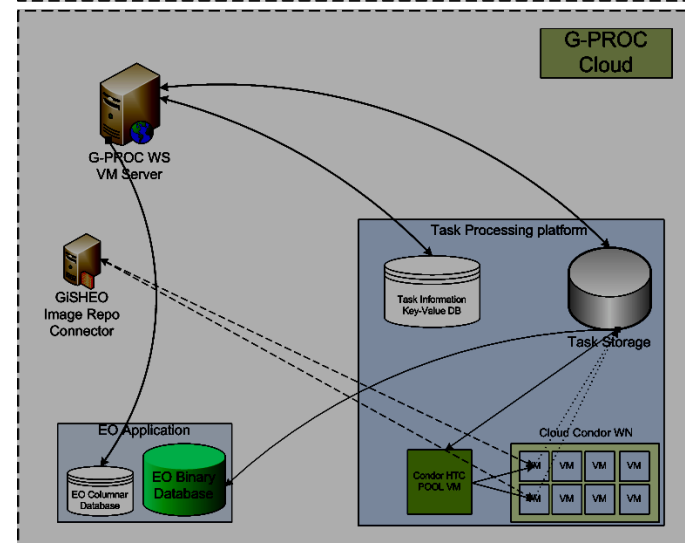 G-PROC
Cloud
G-PROC WS
VM Server
Task Processing platform
Task Information
Key-Value DB
GiSHEO
Image Repo
Connector
Task Storage
EO Application
EO Binary
Database
EO Columnar
Database
Condor HTC
POOL VM
Cloud Condor WN
VM VM VM VM
VM VM VM VM